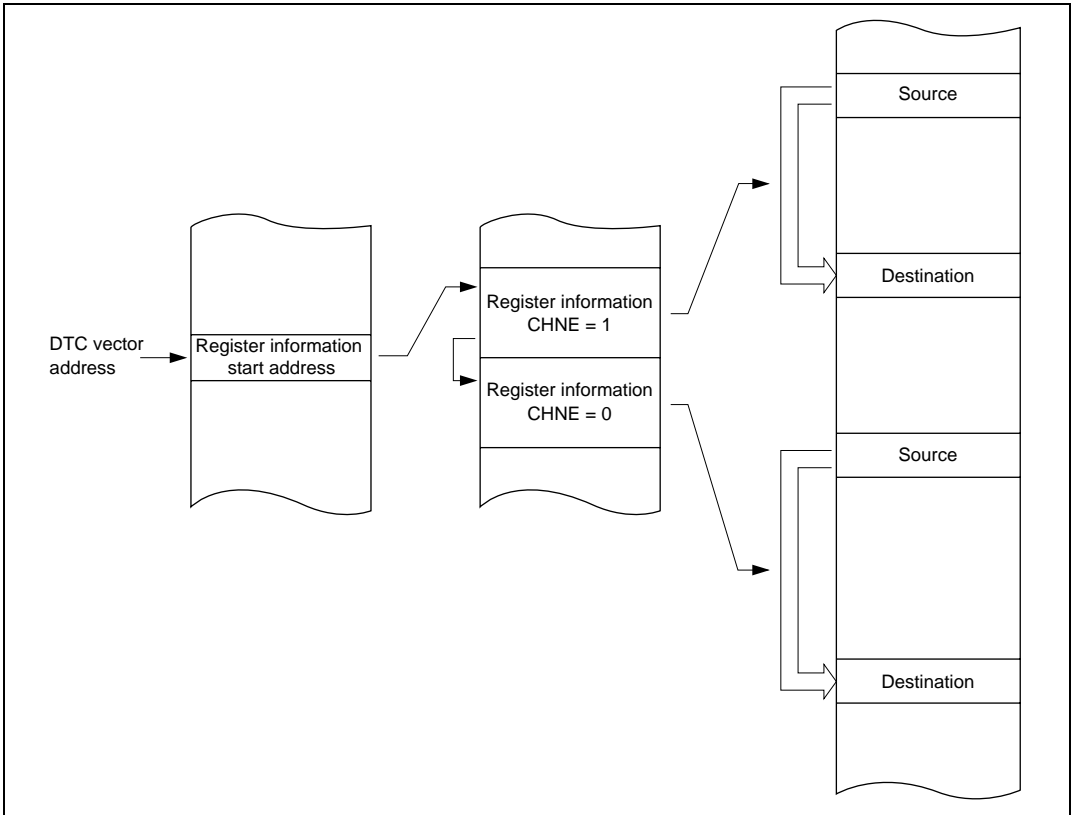 DTC vector
address
Register information
start address
Register information
CHNE = 1
Register information
CHNE = 0
Source
Destination
Source
Destination